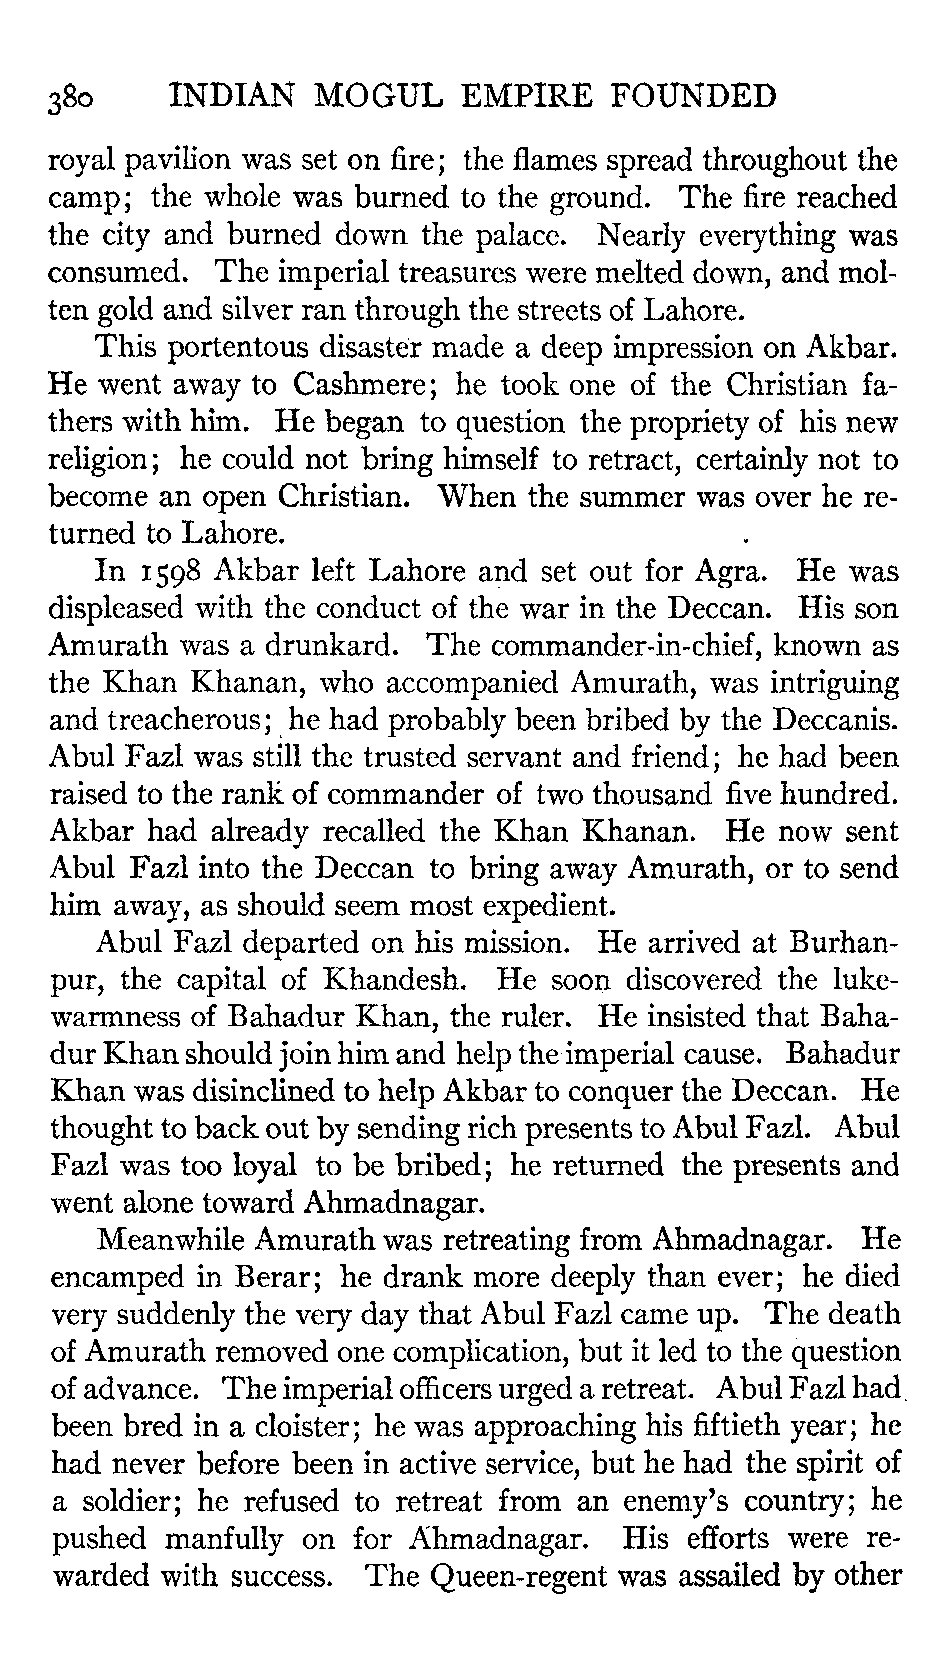 380 INDIAN MOGUL EMPIRE FOUNDED
royal pavilion was set on fire; the flames spread throughout the
camp; the whole was burned to the ground. The fire reached
the city and burned down the palace. Nearly everything was
consumed. The imperial treasures were melted down, and mol-
ten gold and silver ran through the streets of Lahore.
This portentous disaster made a deep impression on Akbar.
He went away to Cashmere; he took one of the Christian fa-
thers with him. He began to question the propriety of his new
religion; he could not bring himself to retract, certainly not to
become an open Christian. When the summer was over he re-
turned to Lahore.
In 1598 Akbar left Lahore and set out for Agra. He was
displeased with the conduct of the war in the Deccan. His son
Amurath was a drunkard. The commander-in-chief, known as
the Khan Khanan, who accompanied Amurath, was intriguing
and treacherous; he had probably been bribed by the Deccanis.
Abul Fazl was still the trusted servant and friend; he had been
raised to the rank of commander of two thousand five hundred.
Akbar had already recalled the Khan Khanan. He now sent
Abul Fazl into the Deccan to bring away Amurath, or to send
him away, as should seem most expedient.
Abul Fazl departed on his mission. He arrived at Burhan-
pur, the capital of Khandesh. He soon discovered the luke-
warmness of Bahadur Khan, the ruler. He insisted that Baha-
dur Khan should join him and help the imperial cause. Bahadur
Khan was disinclined to help Akbar to conquer the Deccan. He
thought to back out by sending rich presents to Abul Fazl. Abul
Fazl was too loyal to be bribed; he returned the presents and
went alone toward Ahmadnagar.
Meanwhile Amurath was retreating from Ahmadnagar. He
encamped in Berar; he drank more deeply than ever; he died
very suddenly the very day that Abul Fazl came up. The death
of Amurath removed one complication, but it led to the question
of advance. The imperial officers urged a retreat. Abul Fazl had
been bred in a cloister; he was approaching his fiftieth year; he
had never before been in active service, but he had the spirit of
a soldier; he refused to retreat from an enemy's country; he
pushed manfully on for Ahmadnagar. His efforts were re-
warded with success. The Queen-regent was assailed by other